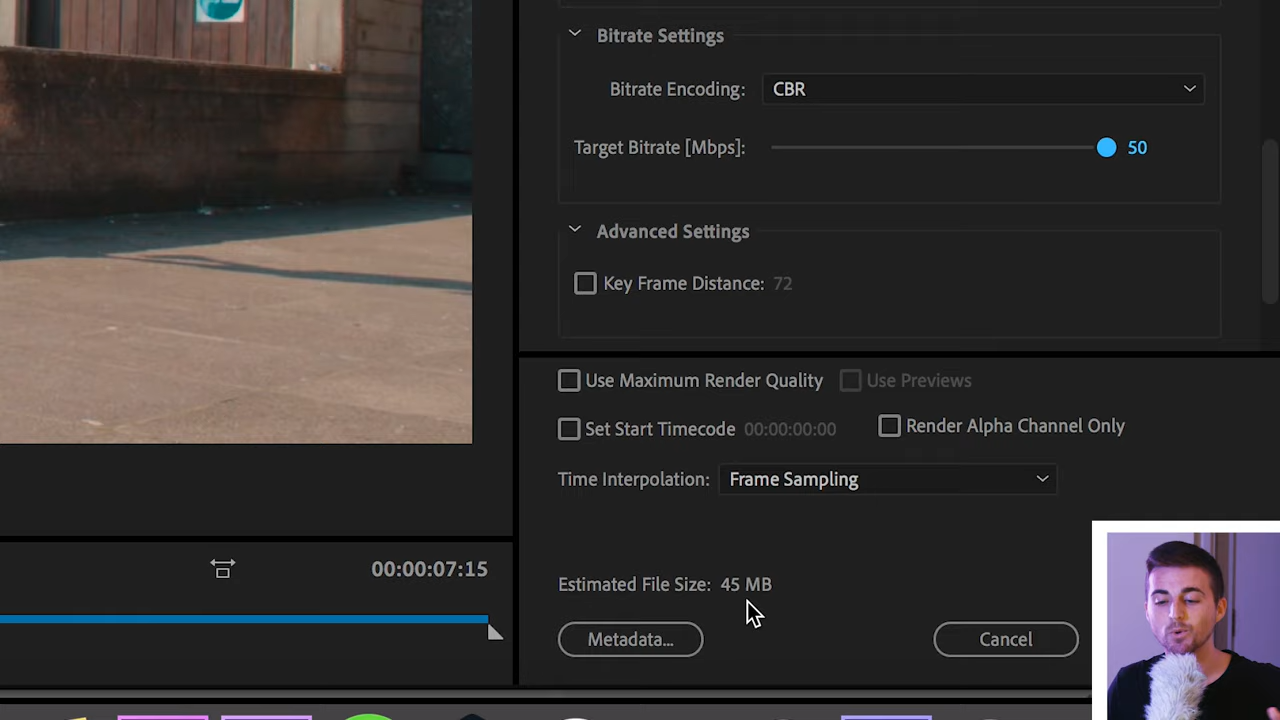 Bitrate Settings
Bitrate Encoding: CBR
Target Bitrate [Mbps]: 50
Advanced Settings
Key Frame Distance: 72
Use Maximum Render Quality Use Previews
Set Start Timecode 00:00:00:00 Render Alpha Channel Only
Time Interpolation: Frame Sampling
00:00:07:15
Estimated File Size: 45 MB
Metadata... Cancel